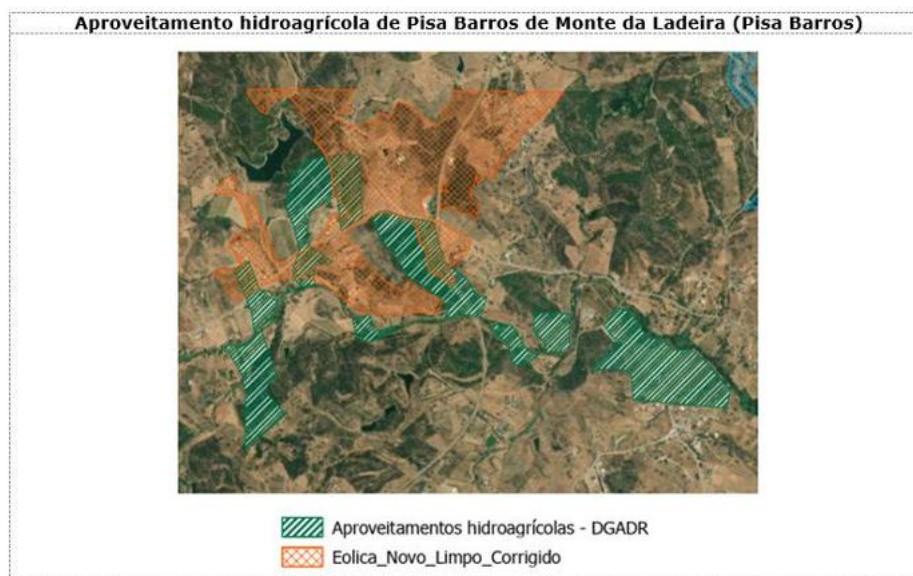 Aproveitamento hidroagrícola de Pisa Barros de Monte da Ladeira (Pisa Barros)
Aproveitamentos hidroagrícolas - DGADR
Eolica_Novo_Limpo_Corrigido